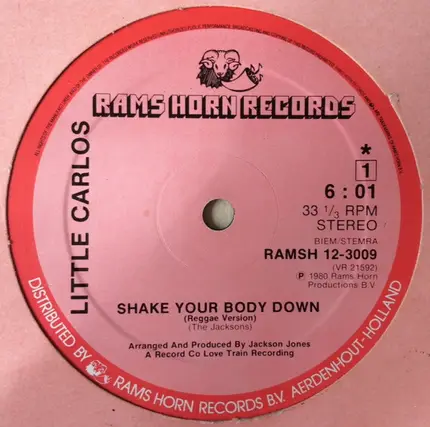 RAMS HORN RECORDS
LITTLE CARLOS
*
1
6 : 01
33 ⅓ RPM
STEREO
BIEM/STEMRA
RAMSH 12-3009
(VR 21592)
Ⓟ 1980 Rams Horn
Productions B.V.
SHAKE YOUR BODY DOWN
(Reggae Version)
(The Jacksons)
Arranged And Produced By Jackson Jones
A Record Co Love Train Recording
DISTRIBUTED BY RAMS HORN RECORDS B.V. AERDENHOUT-HOLLAND